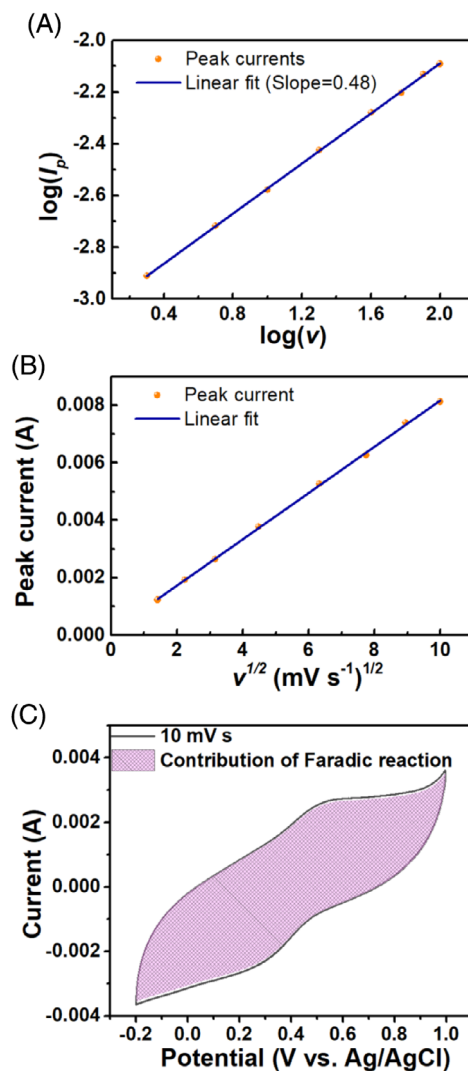 (A)
-2.0
-2.2
-2.4
-2.6
-2.8
-3.0
log(Ip)
Peak currents
Linear fit (Slope=0.48)
0.4 0.8 1.2 1.6 2.0
log(v)
(B)
0.008
0.006
0.004
0.002
0.000
Peak current (A)
Peak current
Linear fit
0 2 4 6 8 10
v^1/2 (mV s^-1)^1/2
(C)
0.004
0.002
0.000
-0.002
-0.004
Current (A)
10 mV s
Contribution of Faradic reaction
-0.2 0.0 0.2 0.4 0.6 0.8 1.0
Potential (V vs. Ag/AgCl)